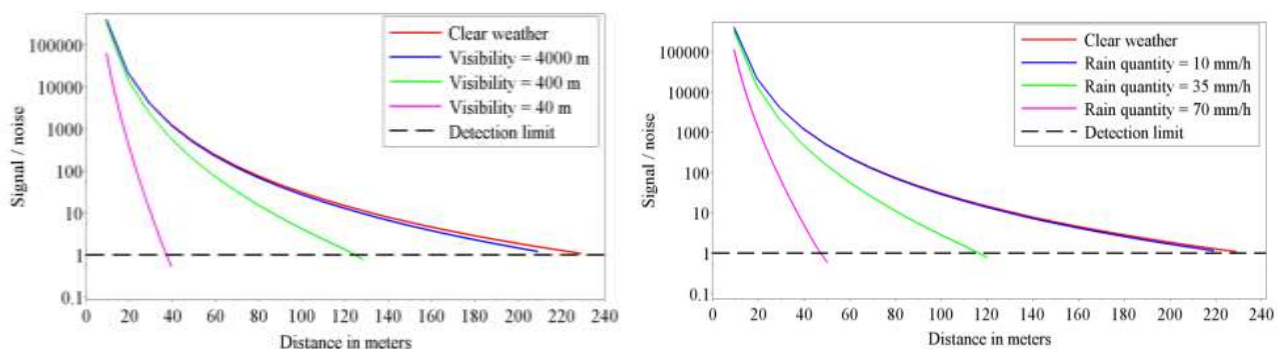 Signal / noise
100000
10000
1000
100
10
1
0.1
0 20 40 60 80 100 120 140 160 180 200 220 240
Distance in meters
Clear weather
Visibility = 4000 m
Visibility = 400 m
Visibility = 40 m
Detection limit
Signal / noise
100000
10000
1000
100
10
1
0.1
0 20 40 60 80 100 120 140 160 180 200 220 240
Distance in meters
Clear weather
Rain quantity = 10 mm/h
Rain quantity = 35 mm/h
Rain quantity = 70 mm/h
Detection limit